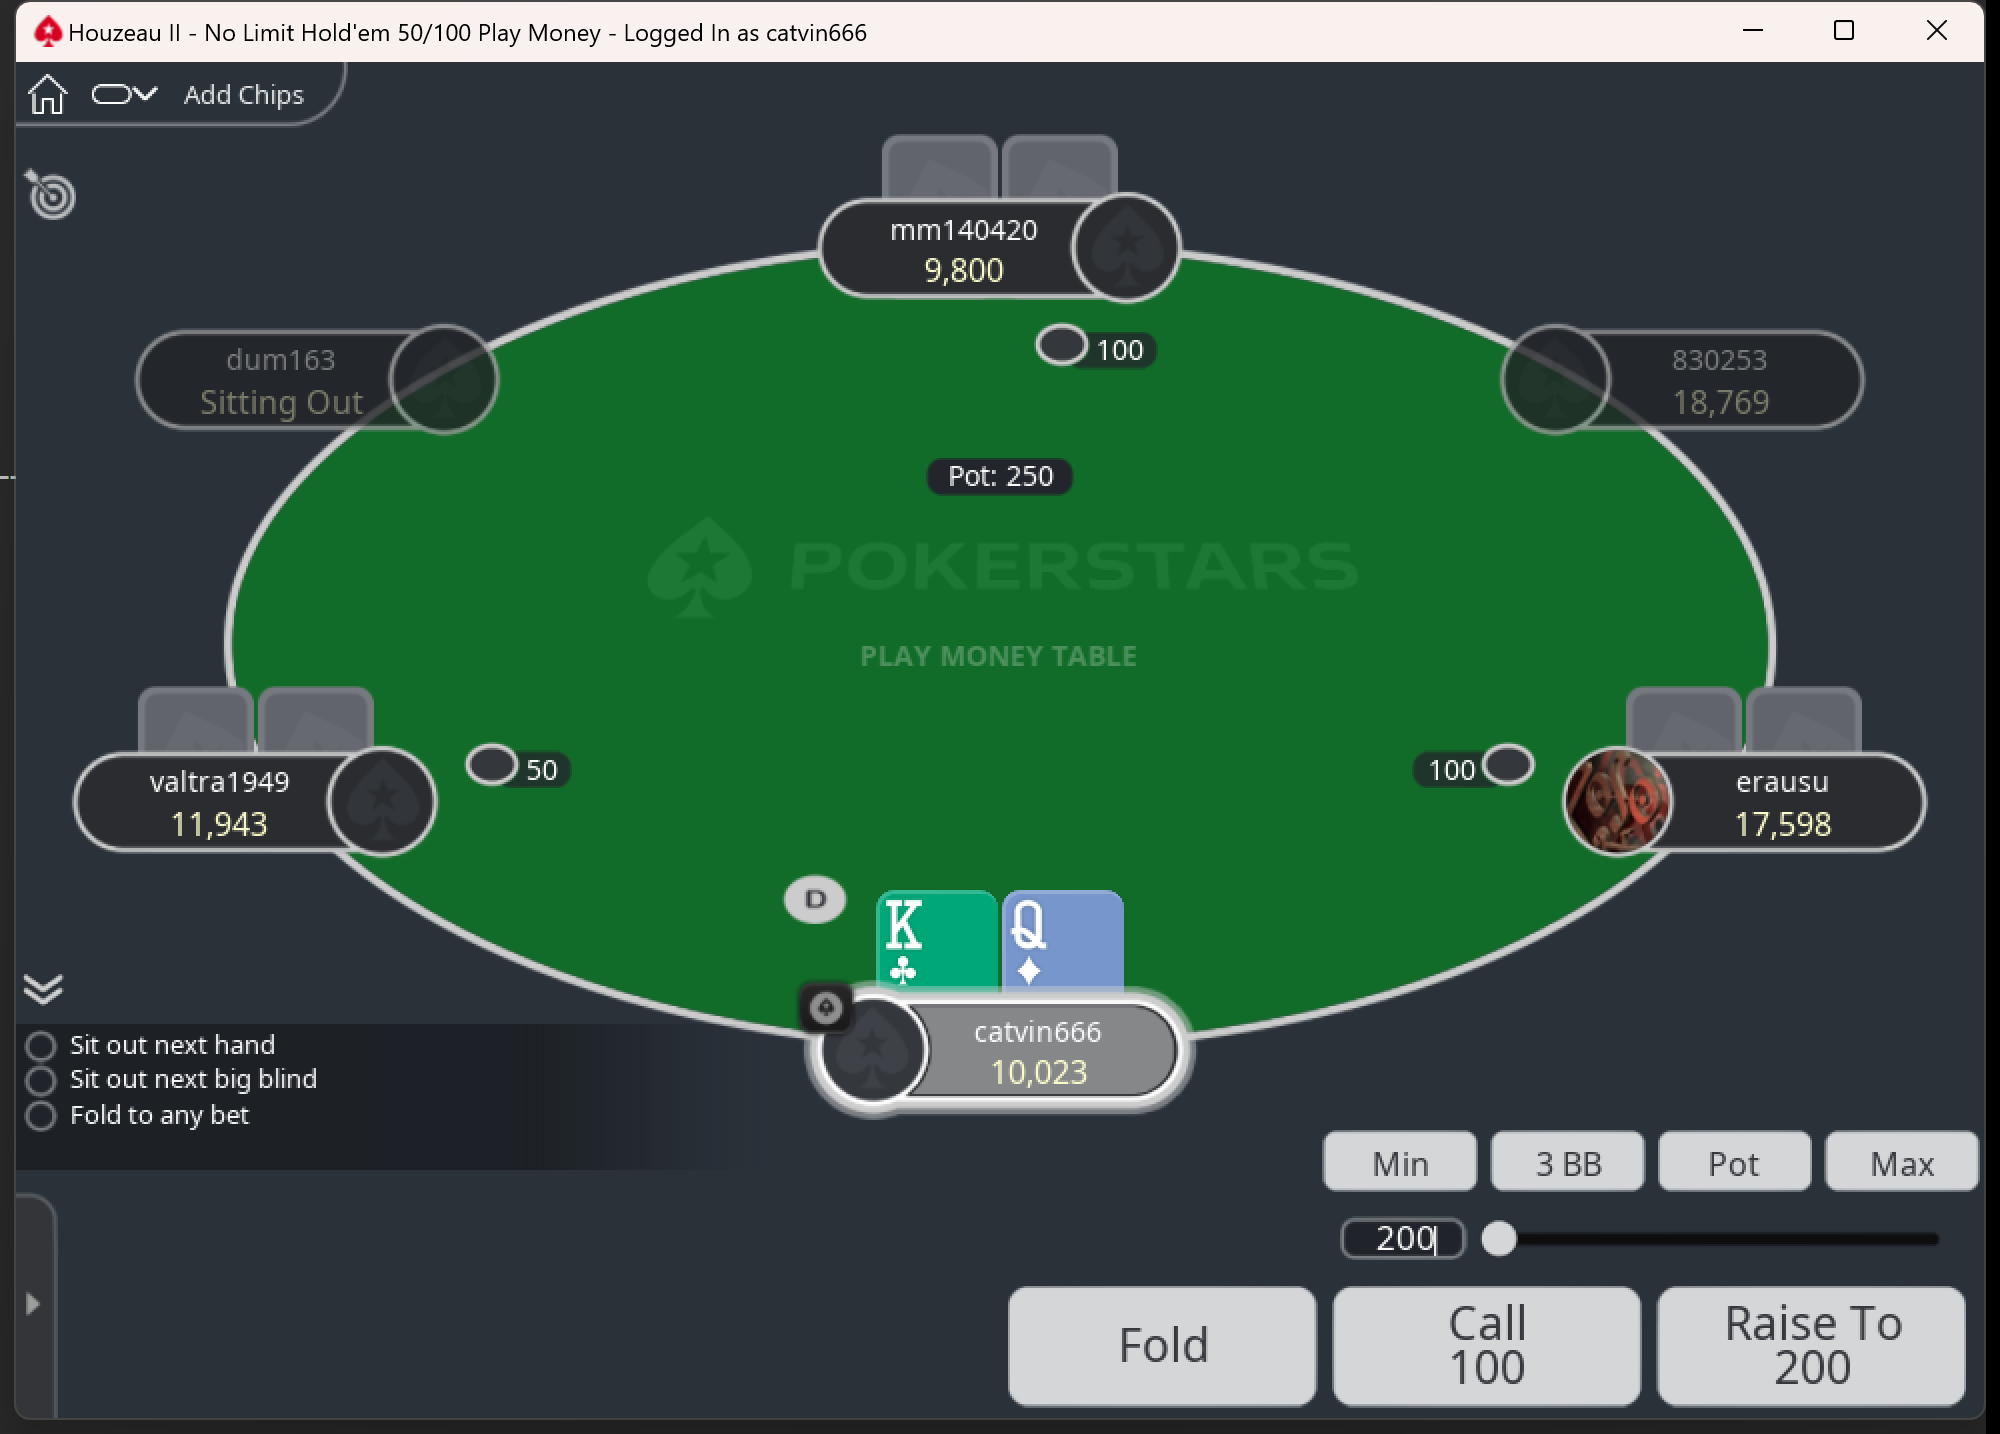 Houzeau II - No Limit Hold'em 50/100 Play Money - Logged In as catvin666
Add Chips
mm140420
9,800
100
dum163
Sitting Out
830253
18,769
Pot: 250
POKERSTARS
PLAY MONEY TABLE
valtra1949
11,943
50
100
erausu
17,598
D
K
Q
catvin666
10,023
Sit out next hand
Sit out next big blind
Fold to any bet
Min
3 BB
Pot
Max
200
Fold
Call
100
Raise To
200